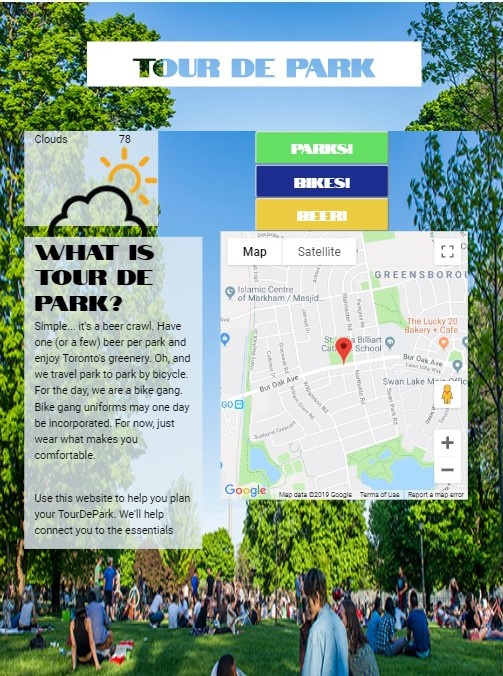 TOUR DE PARK
Clouds 78
PARKS!
BIKES!
BEER!
WHAT IS
TOUR DE
PARK?
Simple... it's a beer crawl. Have
one (or a few) beer per park and
enjoy Toronto's greenery. Oh, and
we travel park to park by bicycle.
For the day, we are a bike gang.
Bike gang uniforms may one day
be incorporated. For now, just
wear what makes you
comfortable.
Use this website to help you plan
your TourDePark. We'll help
connect you to the essentials
Map Satellite
GREENSBOROU
Islamic Centre
of Markham / Masjid...
The Lucky 20
Bakery + Cafe
Billiart
School
Bur Oak Ave
Bur Oak Ave
Swan Lake Main Office
GO
Swan Park Rd
Google
Map data ©2019 Google Terms of Use Report a map error